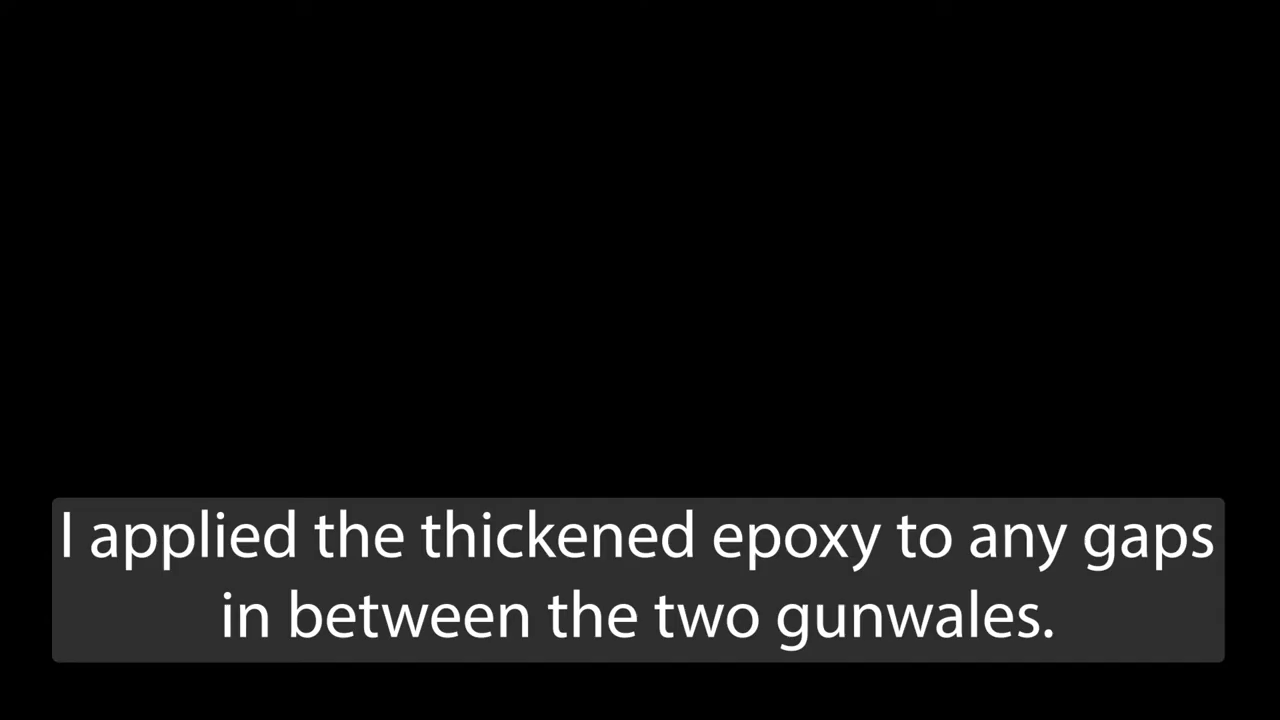 I applied the thickened epoxy to any gaps
in between the two gunwales.